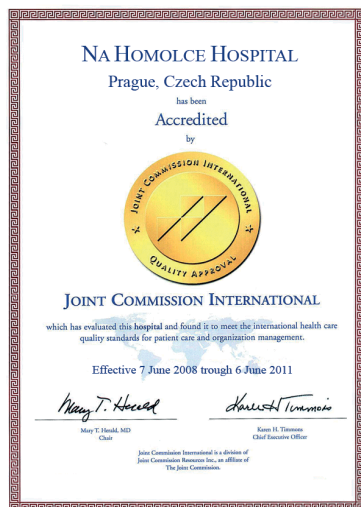 NA HOMOLCE HOSPITAL
Prague, Czech Republic
has been
Accredited
by
JOINT COMMISSION INTERNATIONAL
QUALITY APPROVAL
JOINT COMMISSION INTERNATIONAL
which has evaluated this hospital and found it to meet the international health care
quality standards for patient care and organization management.
Effective 7 June 2008 trough 6 June 2011
Mary T. Herald Karen H Timmons
Mary T. Herald, MD Karen H. Timmons
Chair Chief Executive Officer
Joint Commission International is a division of
Joint Commission Resources Inc., an affiliate of
The Joint Commission.